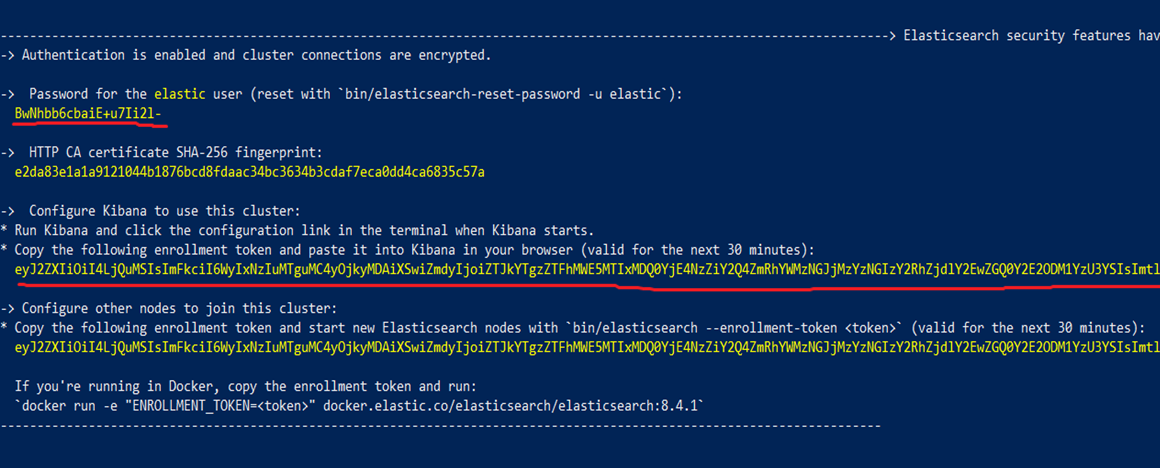 --------------------------------------------------------------------------------------------------------------------------> Elasticsearch security features hav
-> Authentication is enabled and cluster connections are encrypted.
->  Password for the elastic user (reset with `bin/elasticsearch-reset-password -u elastic`):
BwNhbb6cbaiE+u7Ii2l-
->  HTTP CA certificate SHA-256 fingerprint:
e2da83e1a1a9121044b1876bcd8fdaac34bc3634b3cdaf7eca0dd4ca6835c57a
->  Configure Kibana to use this cluster:
* Run Kibana and click the configuration link in the terminal when Kibana starts.
* Copy the following enrollment token and paste it into Kibana in your browser (valid for the next 30 minutes):
eyJ2ZXIiOiI4LjQuMSIsImFkciI6WyIxNzIuMTguMC4yOjkyMDAiXSwiZmdyIjoiZTJkYTgzZTFhMWE5MTIxMDQ0YjE4NzZiY2Q4ZmRhYWMzNGJjMzYzNGIzY2RhZjdlY2EwZGQ0Y2E2ODM1YzU3YSIsImtl
-> Configure other nodes to join this cluster:
* Copy the following enrollment token and start new Elasticsearch nodes with `bin/elasticsearch --enrollment-token <token>` (valid for the next 30 minutes):
eyJ2ZXIiOiI4LjQuMSIsImFkciI6WyIxNzIuMTguMC4yOjkyMDAiXSwiZmdyIjoiZTJkYTgzZTFhMWE5MTIxMDQ0YjE4NzZiY2Q4ZmRhYWMzNGJjMzYzNGIzY2RhZjdlY2EwZGQ0Y2E2ODM1YzU3YSIsImtl
If you're running in Docker, copy the enrollment token and run:
`docker run -e "ENROLLMENT_TOKEN=<token>" docker.elastic.co/elasticsearch/elasticsearch:8.4.1`
-------------------------------------------------------------------------------------------------------------------------